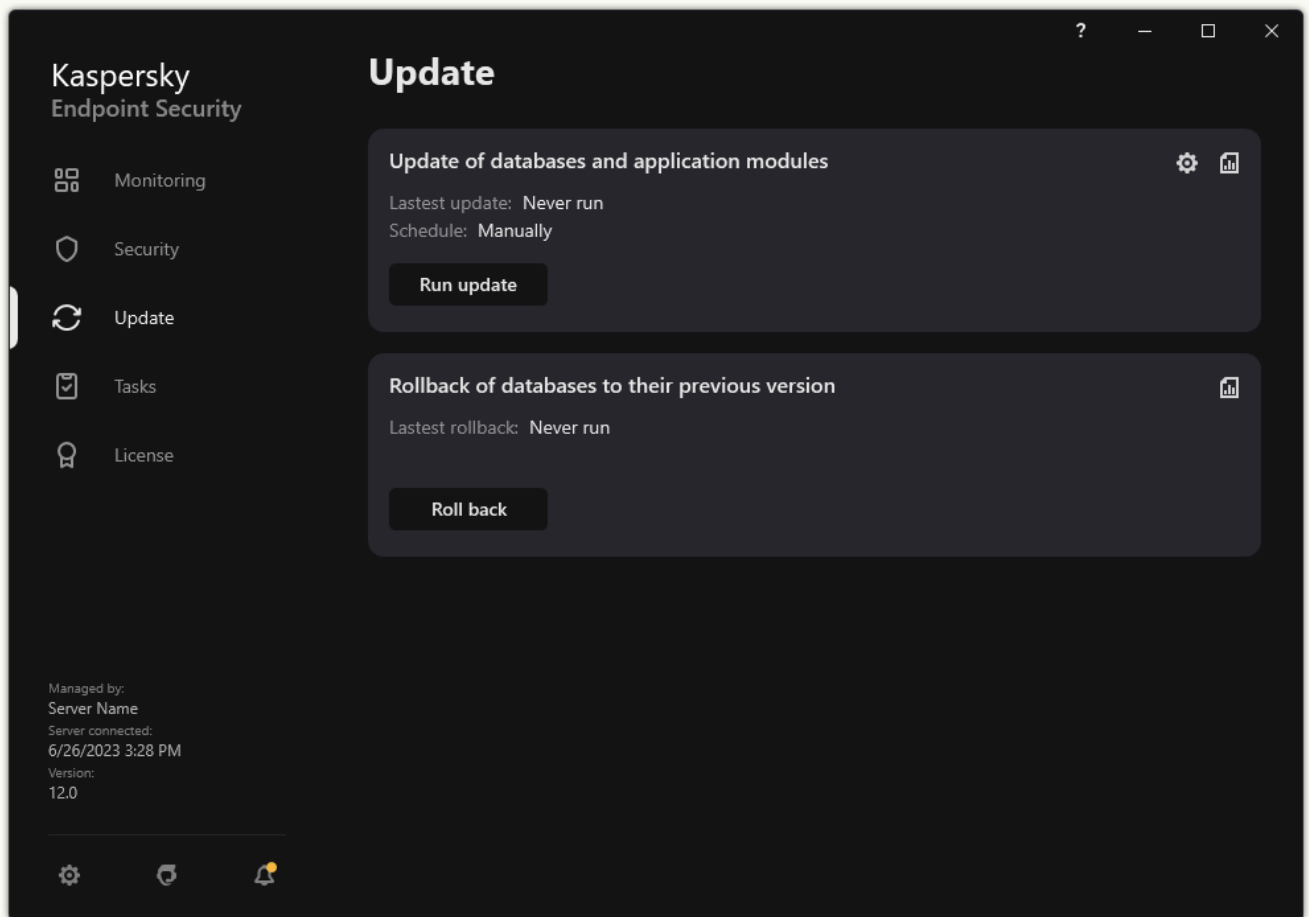 ?
Kaspersky
Endpoint Security
Monitoring
Security
Update
Tasks
License
Managed by:
Server Name
Server connected:
6/26/2023 3:28 PM
Version:
12.0
Update
Update of databases and application modules
Lastest update: Never run
Schedule: Manually
Run update
Rollback of databases to their previous version
Lastest rollback: Never run
Roll back